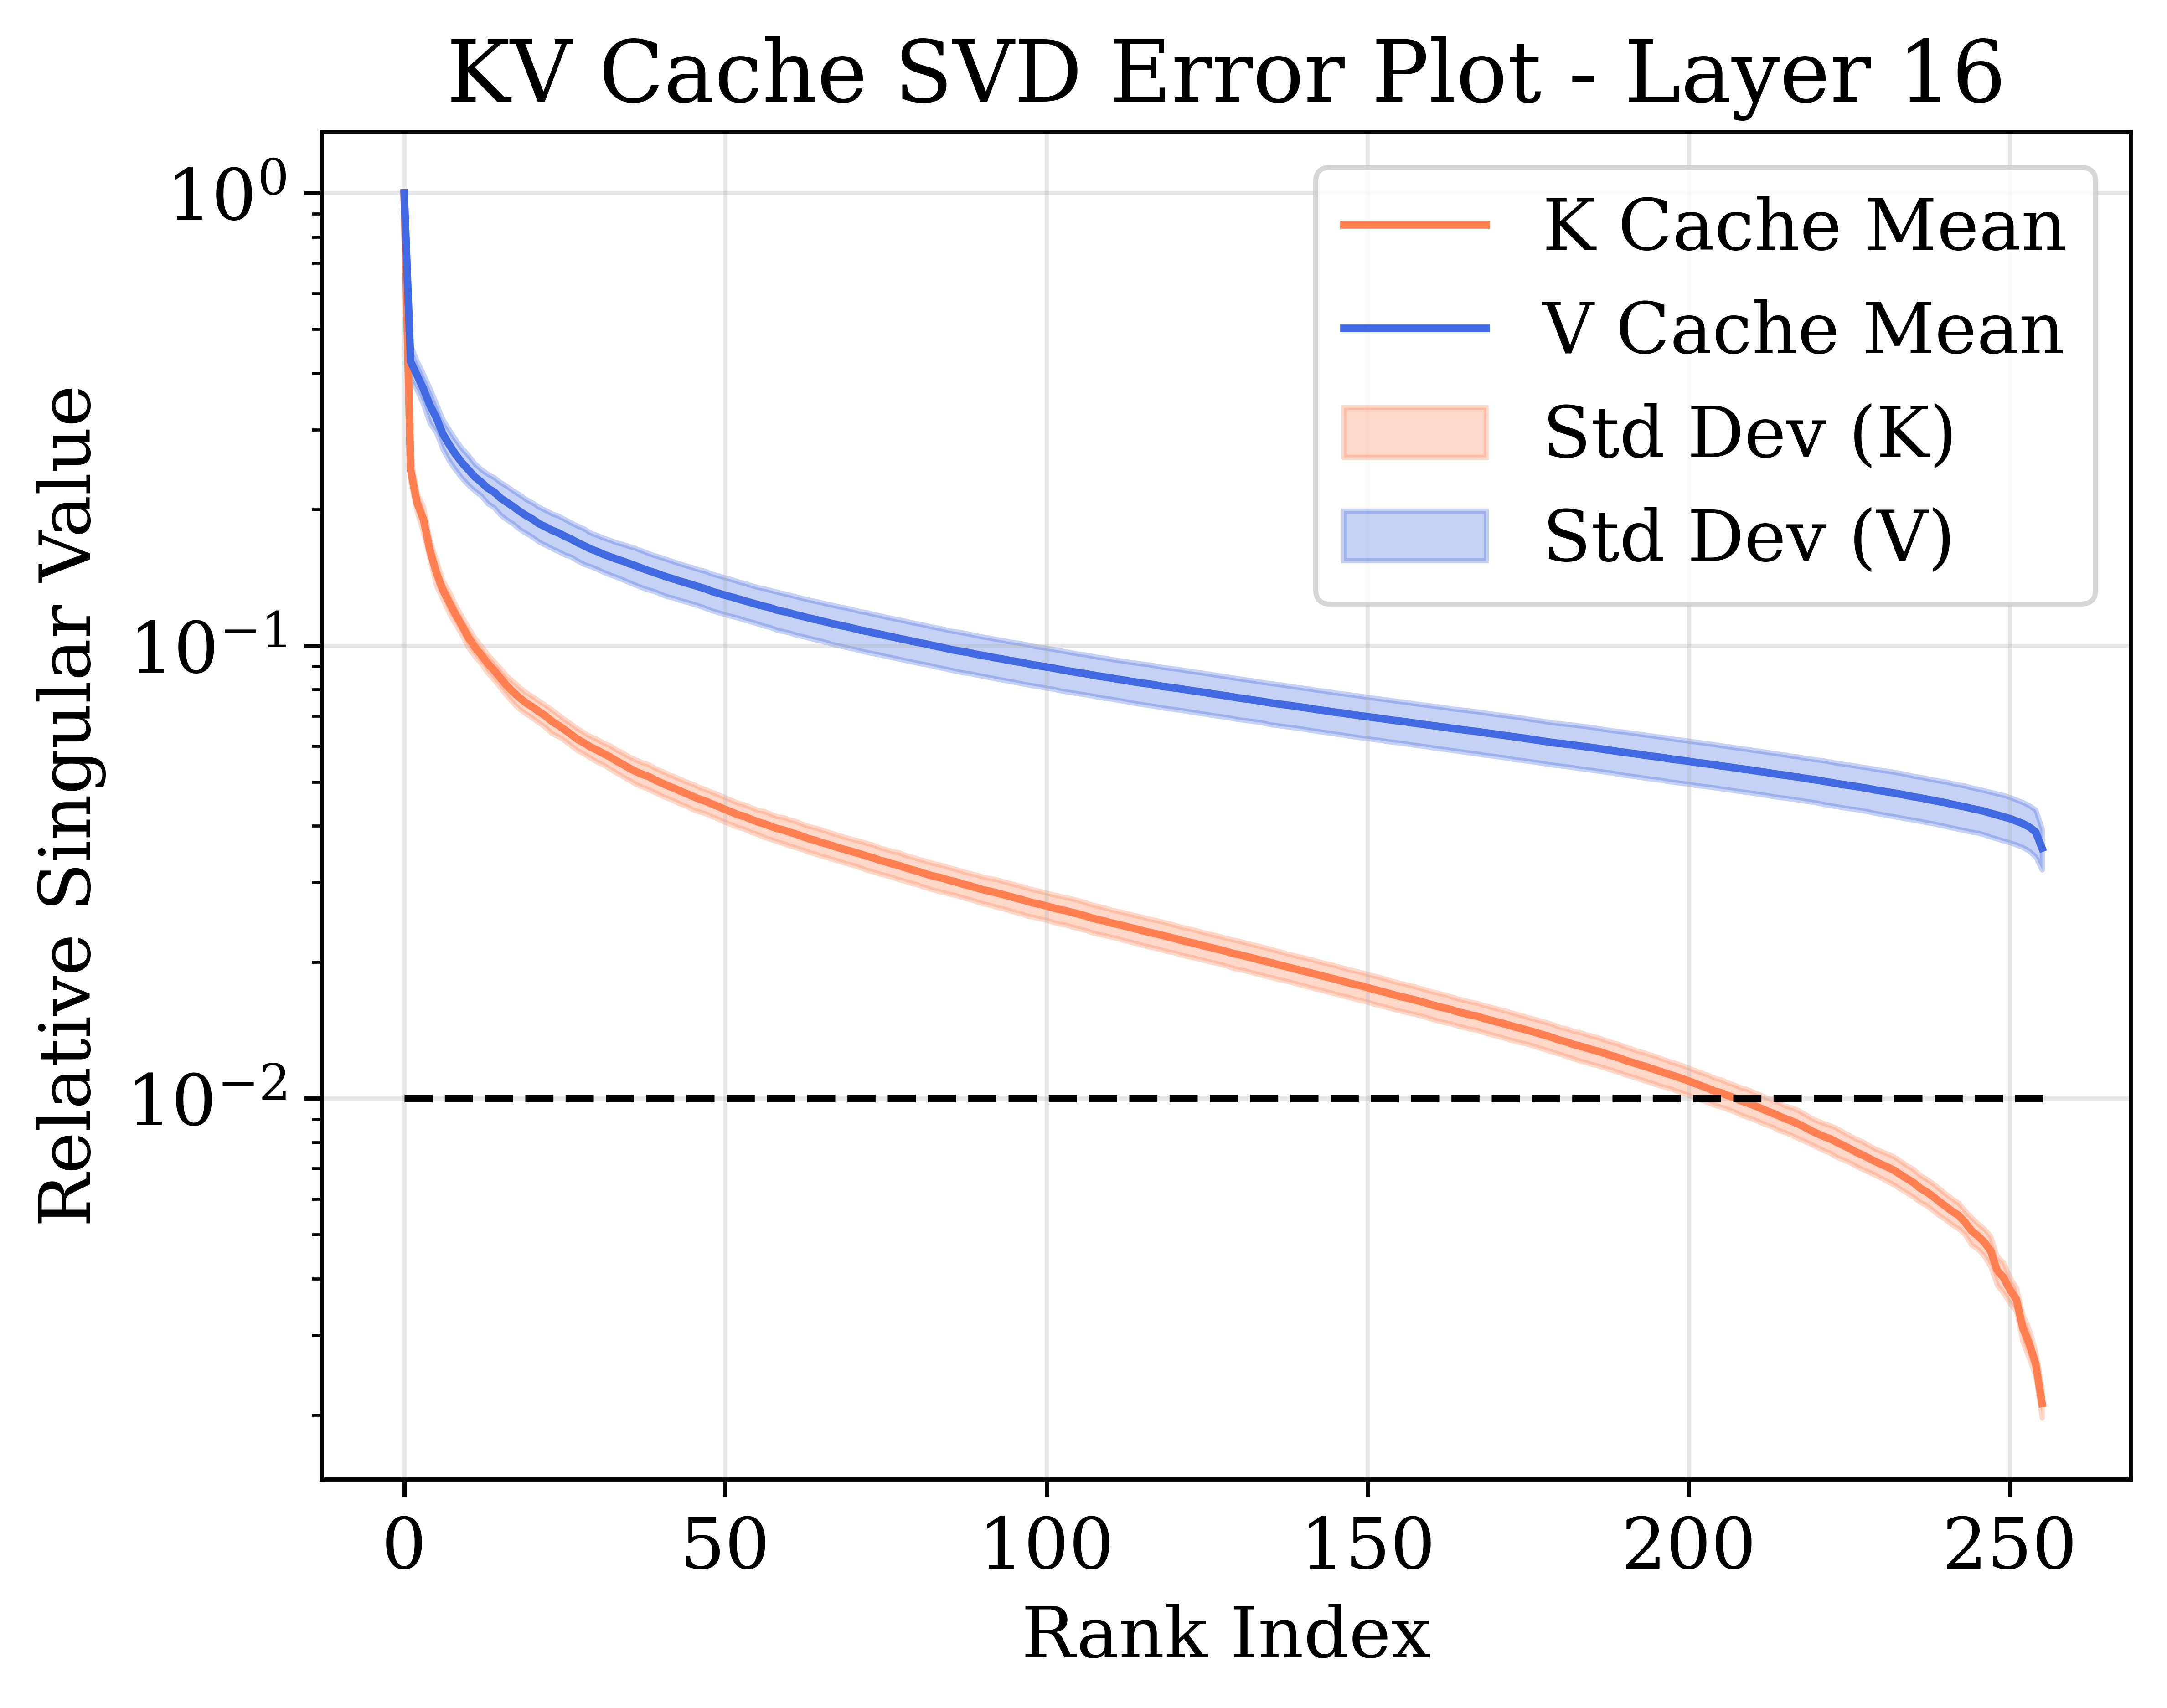 KV Cache SVD Error Plot - Layer 16
Relative Singular Value
10⁰
10⁻¹
10⁻²
K Cache Mean
V Cache Mean
Std Dev (K)
Std Dev (V)
0 50 100 150 200 250
Rank Index